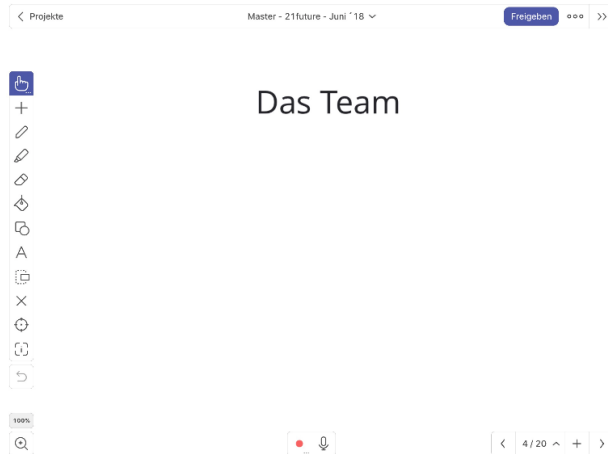 Projekte
Master - 21future - Juni ´18
Freigeben
Das Team
A
100%
4 / 20